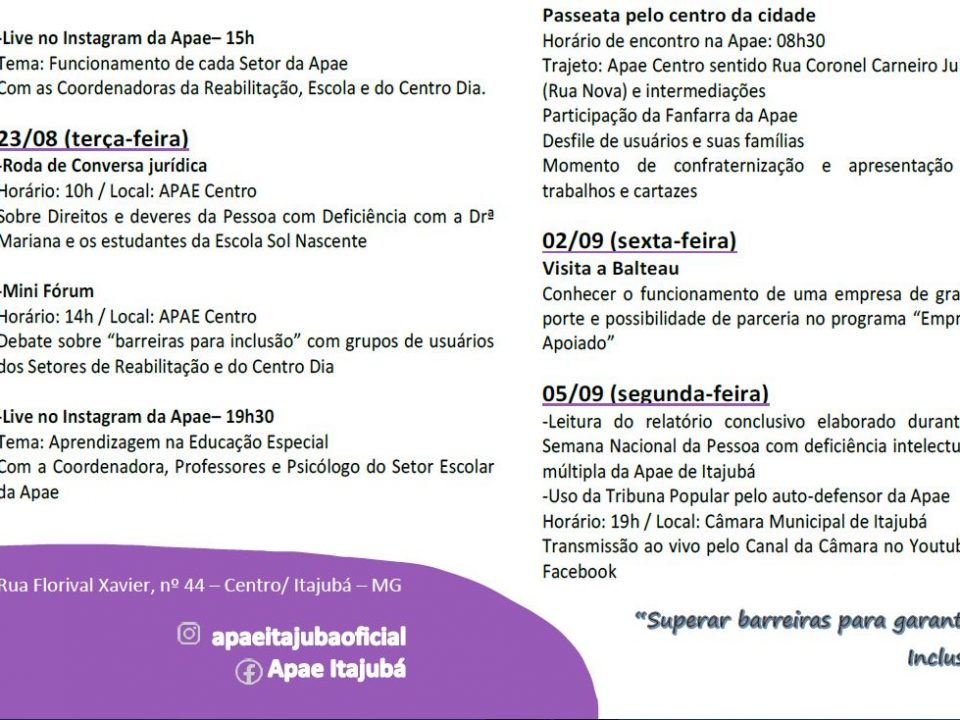 -Live no Instagram da Apae– 15h
Tema: Funcionamento de cada Setor da Apae
Com as Coordenadoras da Reabilitação, Escola e do Centro Dia.
23/08 (terça-feira)
-Roda de Conversa jurídica
Horário: 10h / Local: APAE Centro
Sobre Direitos e deveres da Pessoa com Deficiência com a Drª
Mariana e os estudantes da Escola Sol Nascente
-Mini Fórum
Horário: 14h / Local: APAE Centro
Debate sobre “barreiras para inclusão” com grupos de usuários
dos Setores de Reabilitação e do Centro Dia
-Live no Instagram da Apae– 19h30
Tema: Aprendizagem na Educação Especial
Com a Coordenadora, Professores e Psicólogo do Setor Escolar
da Apae
Rua Florival Xavier, nº 44 – Centro/ Itajubá – MG
apaeitajubaoficial
Apae Itajubá
Passeata pelo centro da cidade
Horário de encontro na Apae: 08h30
Trajeto: Apae Centro sentido Rua Coronel Carneiro Ju
(Rua Nova) e intermediações
Participação da Fanfarra da Apae
Desfile de usuários e suas famílias
Momento de confraternização e apresentação
trabalhos e cartazes
02/09 (sexta-feira)
Visita a Balteau
Conhecer o funcionamento de uma empresa de gra
porte e possibilidade de parceria no programa “Empr
Apoiado”
05/09 (segunda-feira)
-Leitura do relatório conclusivo elaborado durant
Semana Nacional da Pessoa com deficiência intelectu
múltipla da Apae de Itajubá
-Uso da Tribuna Popular pelo auto-defensor da Apae
Horário: 19h / Local: Câmara Municipal de Itajubá
Transmissão ao vivo pelo Canal da Câmara no Youtub
Facebook
“Superar barreiras para garant
Inclus